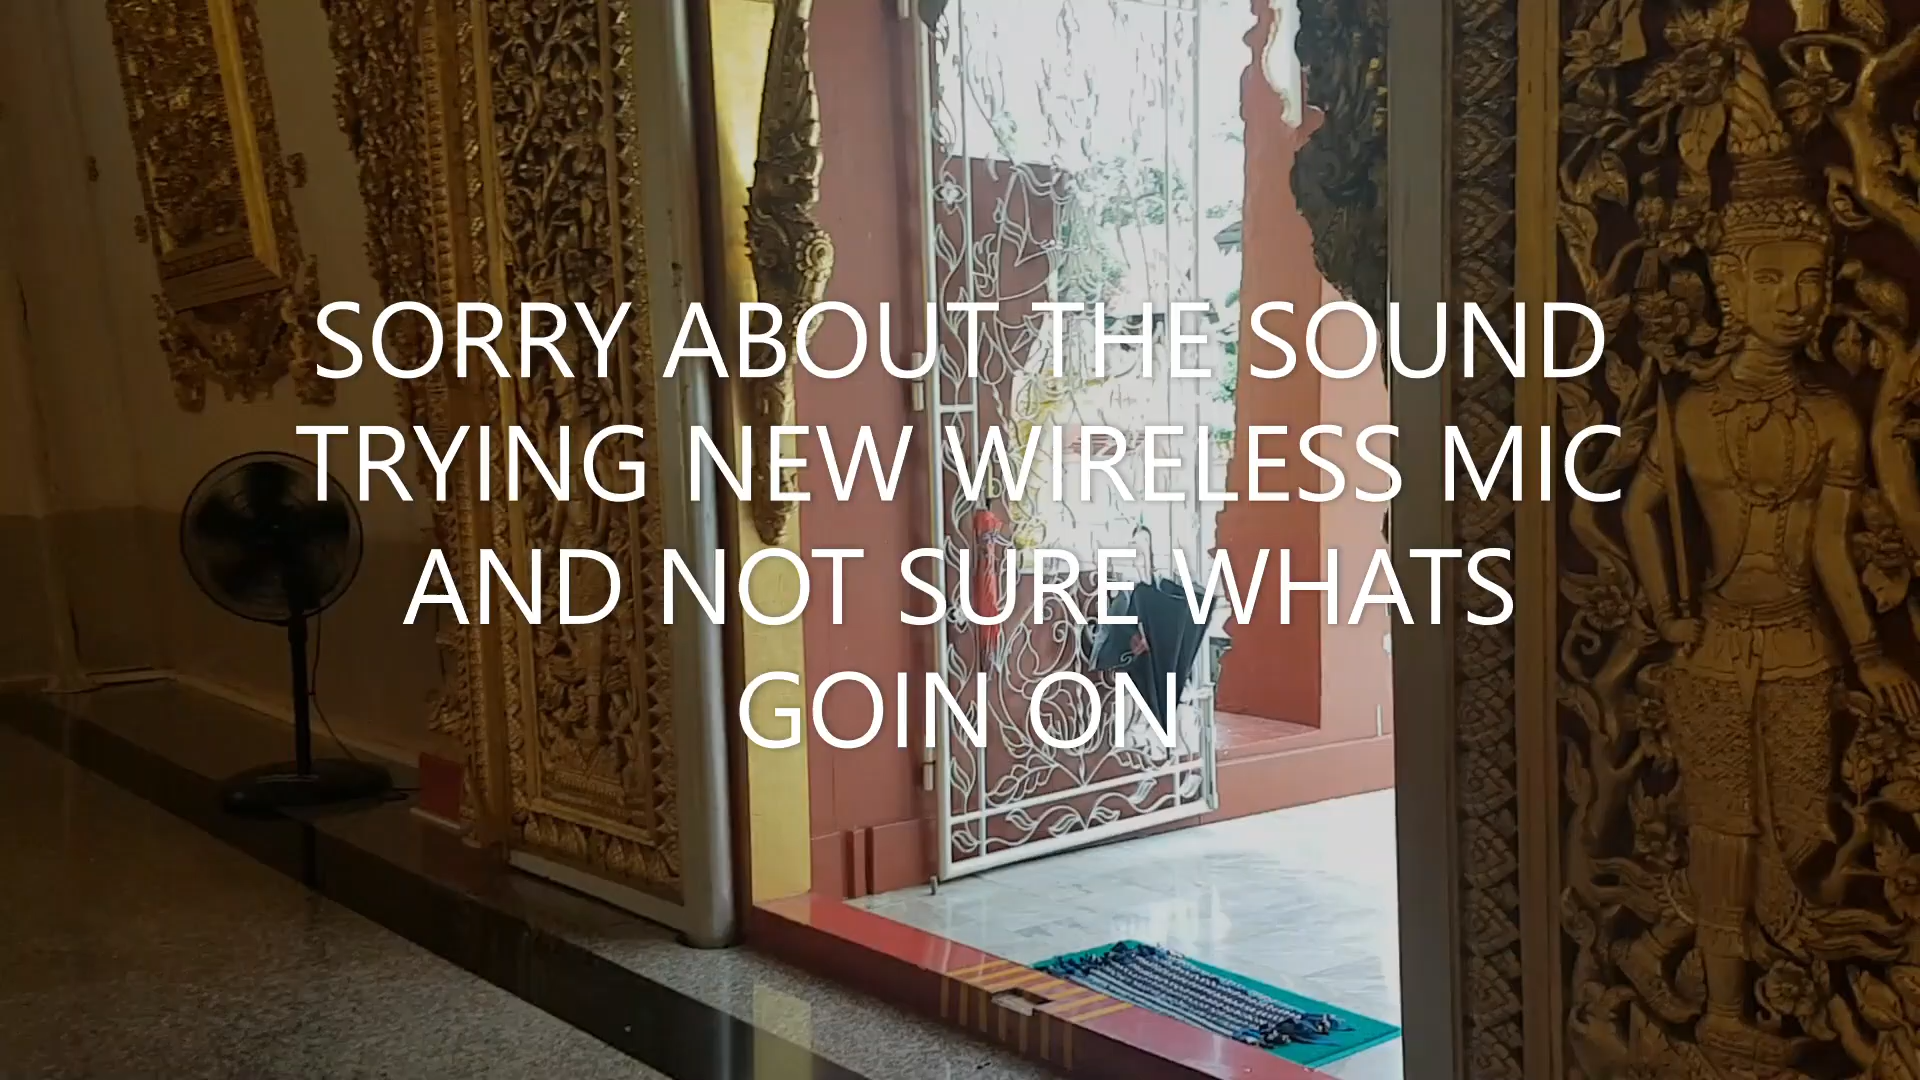 SORRY ABOUT THE SOUND
TRYING NEW WIRELESS MIC
AND NOT SURE WHATS
GOIN ON